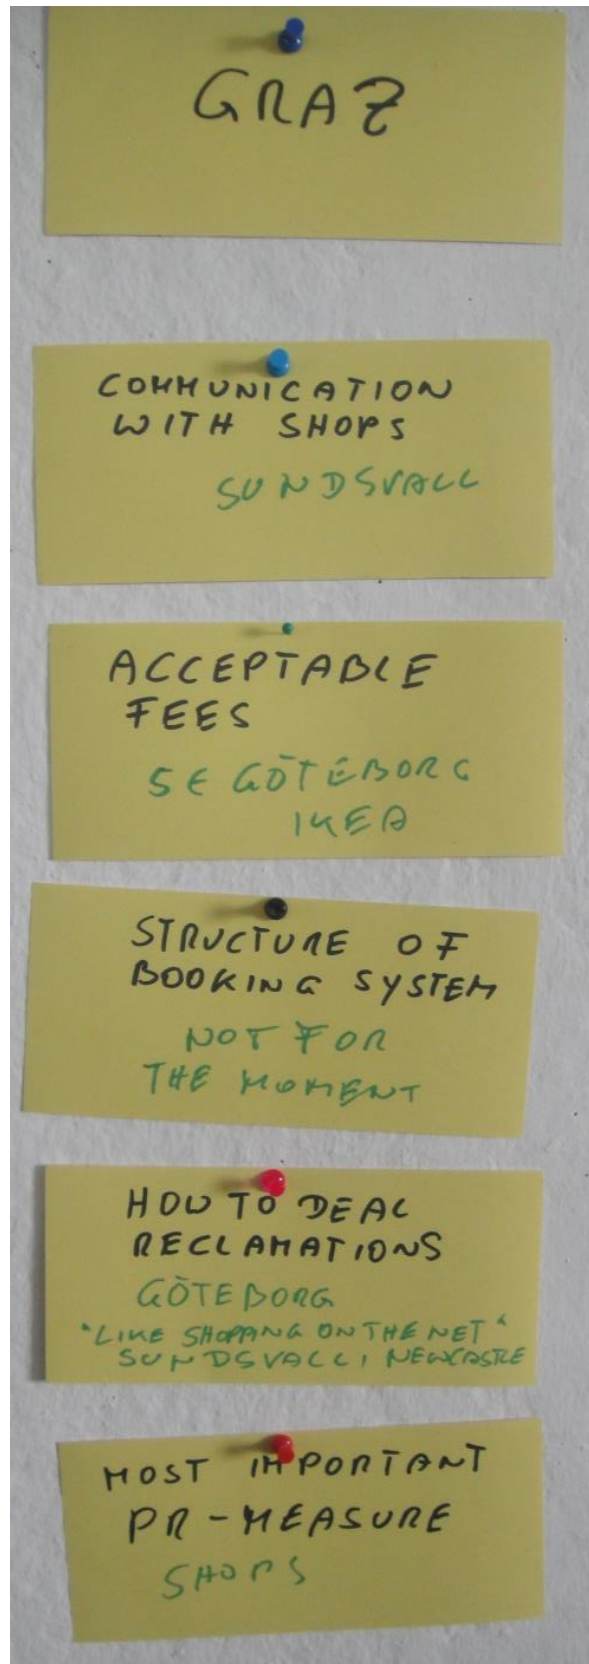 GRAZ
COMMUNICATION
WITH SHOPS
SUNDSVALL
ACCEPTABLE
FEES
5€ GÖTEBORG
IKEA
STRUCTURE OF
BOOKING SYSTEM
NOT FOR
THE MOMENT
HOW TO DEAL
RECLAMATIONS
GÖTEBORG
"LIKE SHOPPING ON THE NET"
SUNDSVALL, NEWCASTLE
MOST IMPORTANT
PR-MEASURE
SHOPS